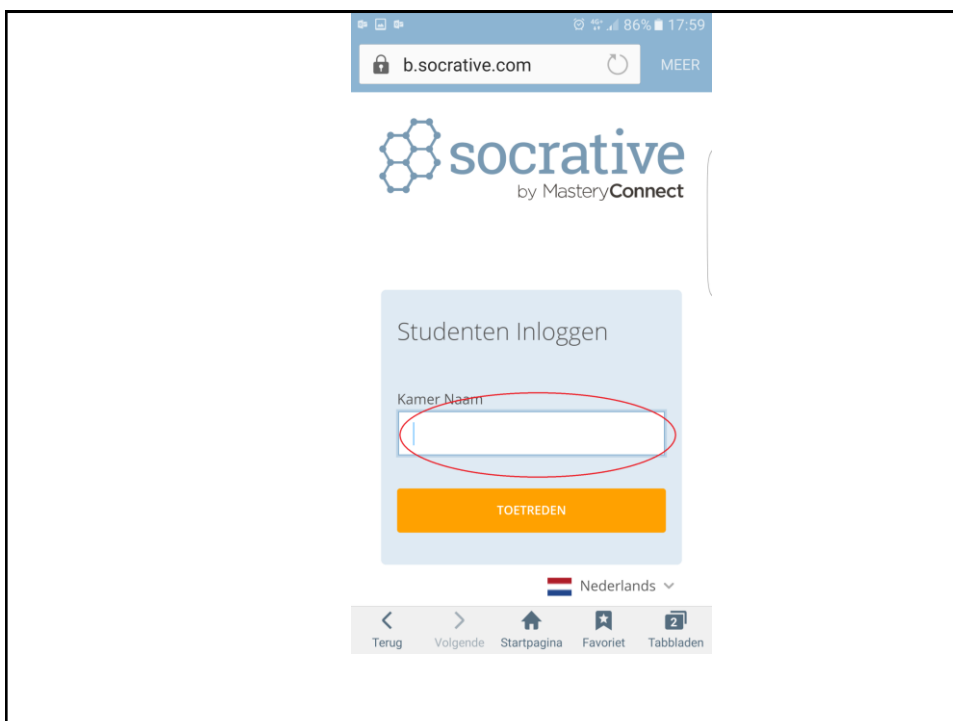 86% 17:59
b.socrative.com MEER
socrative
by MasteryConnect
Studenten Inloggen
Kamer Naam
TOETREDEN
Nederlands
2
Terug Volgende Startpagina Favoriet Tabbladen